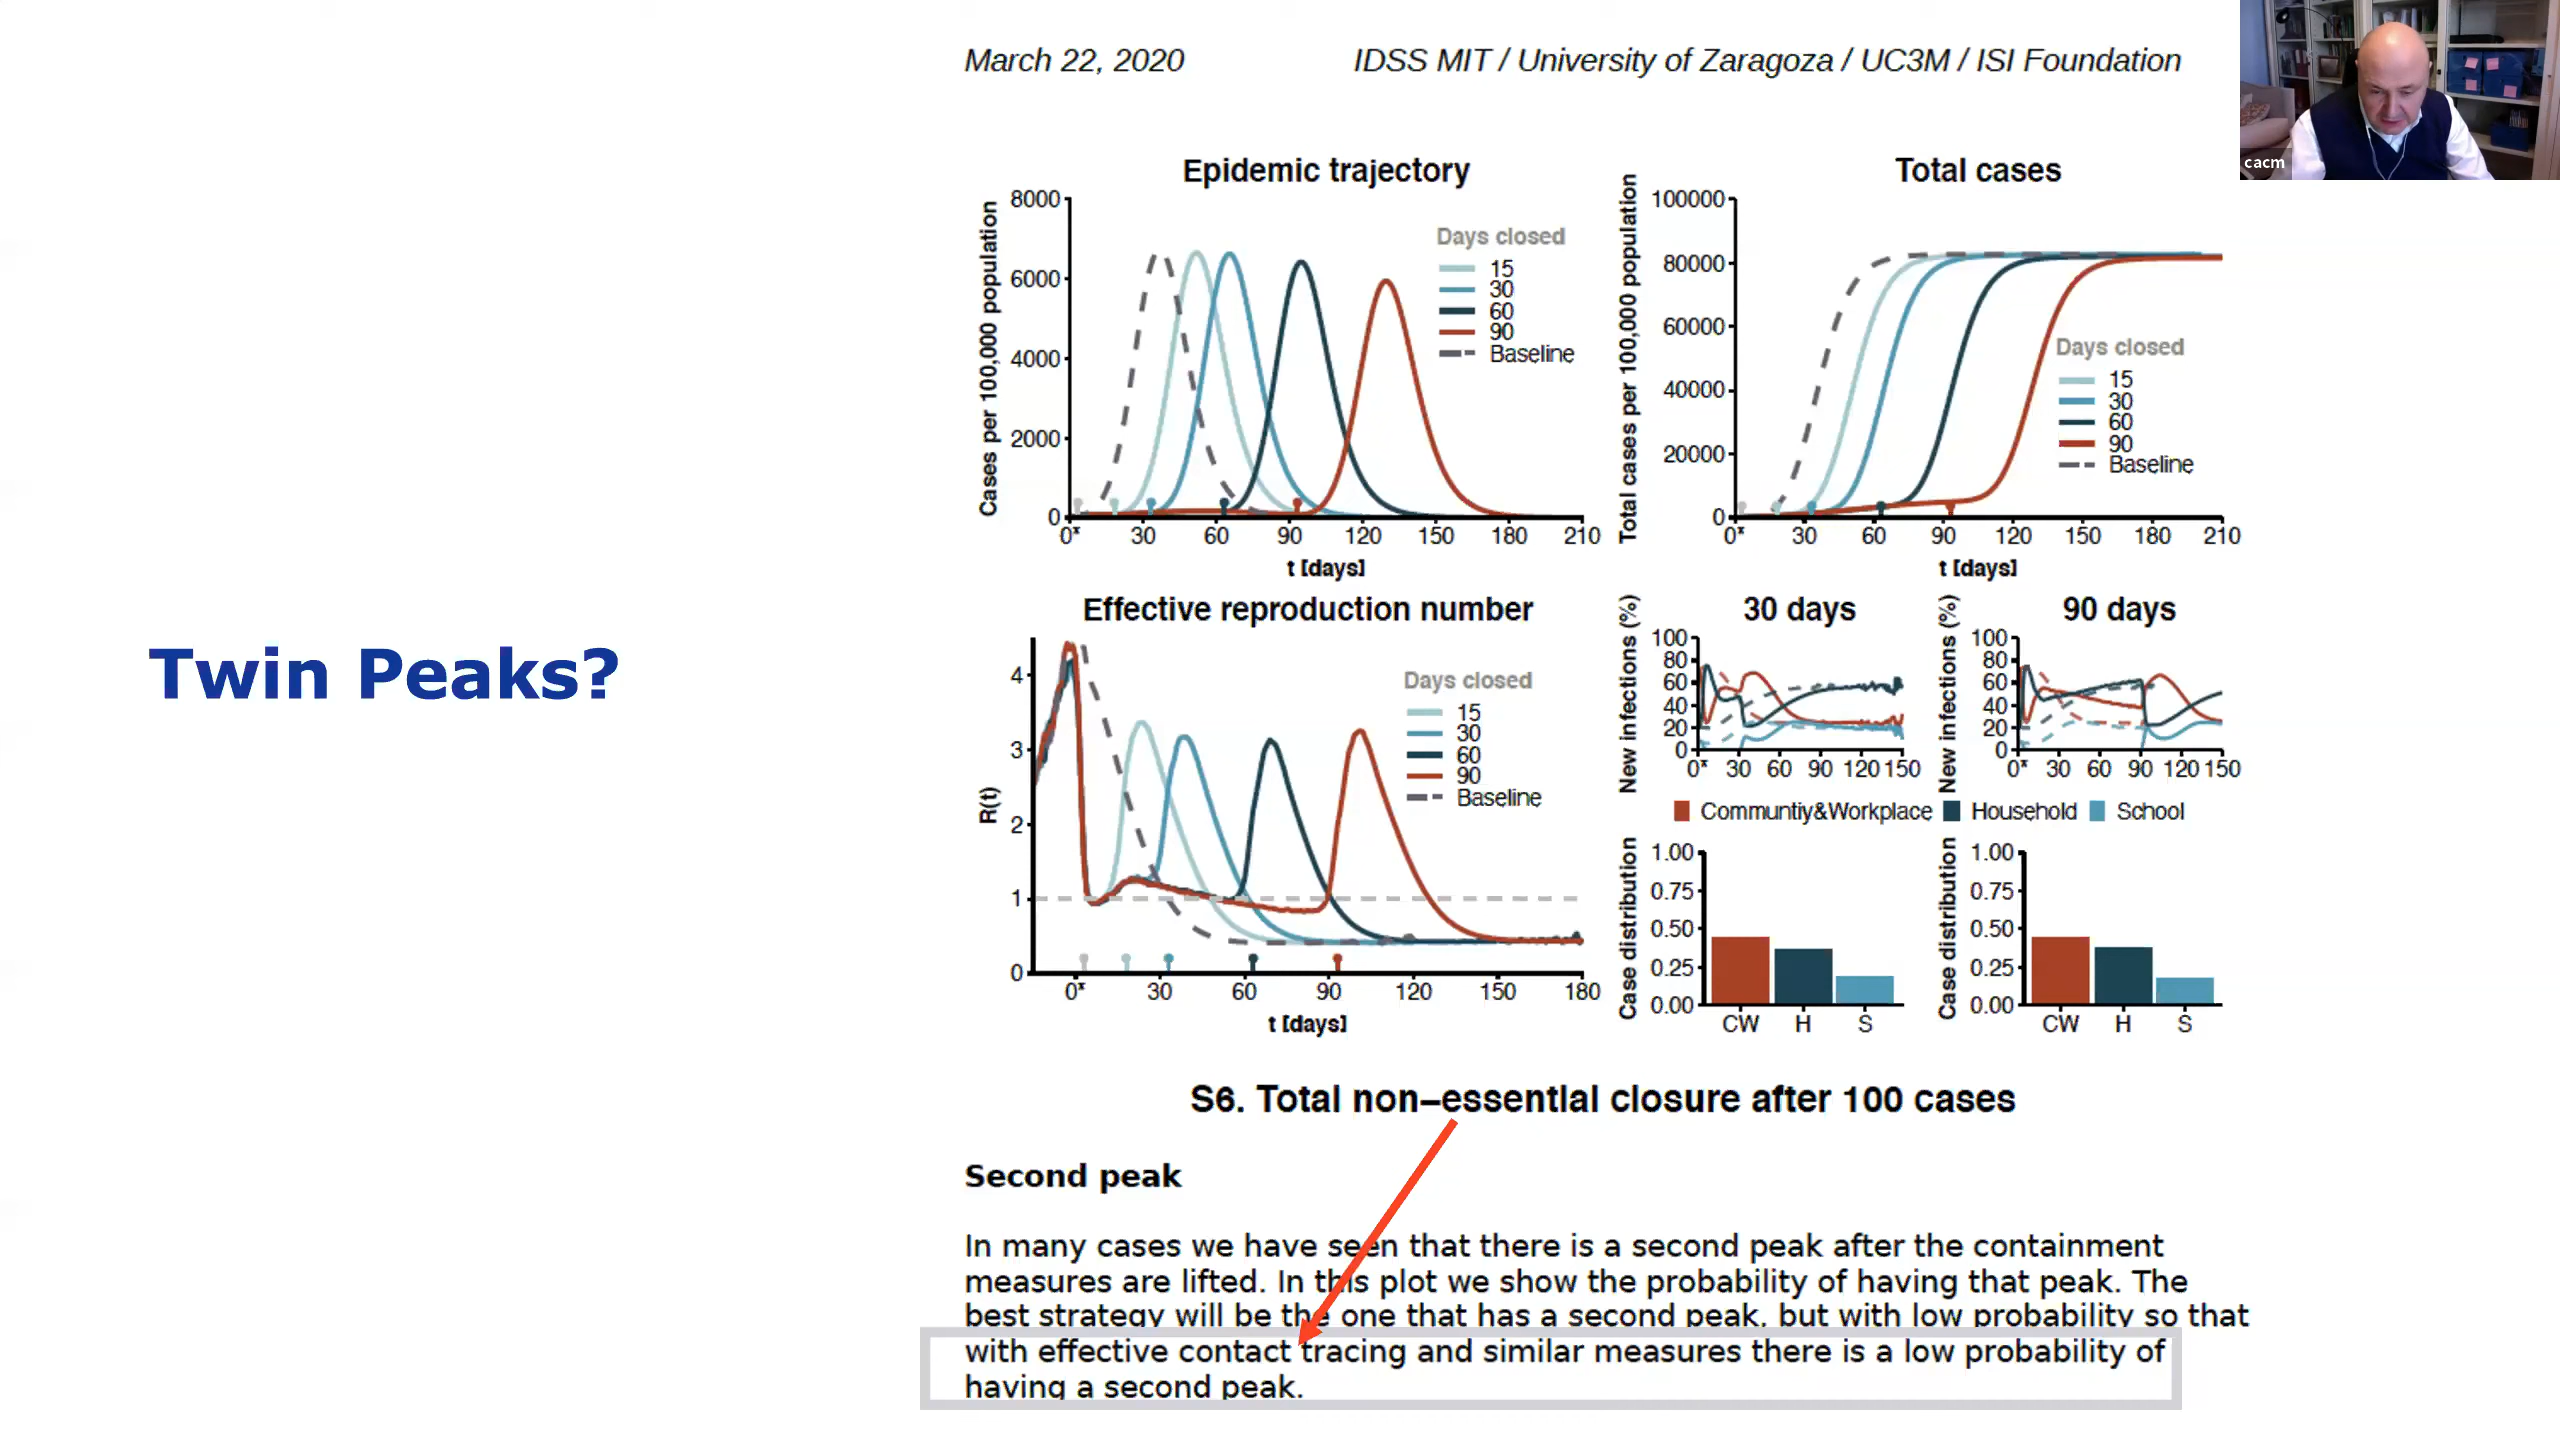 March 22, 2020
IDSS MIT / University of Zaragoza / UC3M / ISI Foundation
cacm
Twin Peaks?
Epidemic trajectory
Cases per 100,000 population
8000
6000
4000
2000
0
0* 30 60 90 120 150 180 210
t [days]
Days closed
15
30
60
90
Baseline
Total cases
Total cases per 100,000 population
100000
80000
60000
40000
20000
0
0* 30 60 90 120 150 180 210
t [days]
Days closed
15
30
60
90
Baseline
Effective reproduction number
R(t)
4
3
2
1
0
0* 30 60 90 120 150 180
t [days]
Days closed
15
30
60
90
Baseline
30 days
New infections (%)
100
80
60
40
20
0
0* 30 60 90 120 150
90 days
New infections (%)
100
80
60
40
20
0
0* 30 60 90 120 150
Communtiy&Workplace Household School
Case distribution
1.00
0.75
0.50
0.25
0.00
CW H S
Case distribution
1.00
0.75
0.50
0.25
0.00
CW H S
S6. Total non–essential closure after 100 cases
Second peak
In many cases we have seen that there is a second peak after the containment
measures are lifted. In this plot we show the probability of having that peak. The
best strategy will be the one that has a second peak, but with low probability so that
with effective contact tracing and similar measures there is a low probability of
having a second peak.